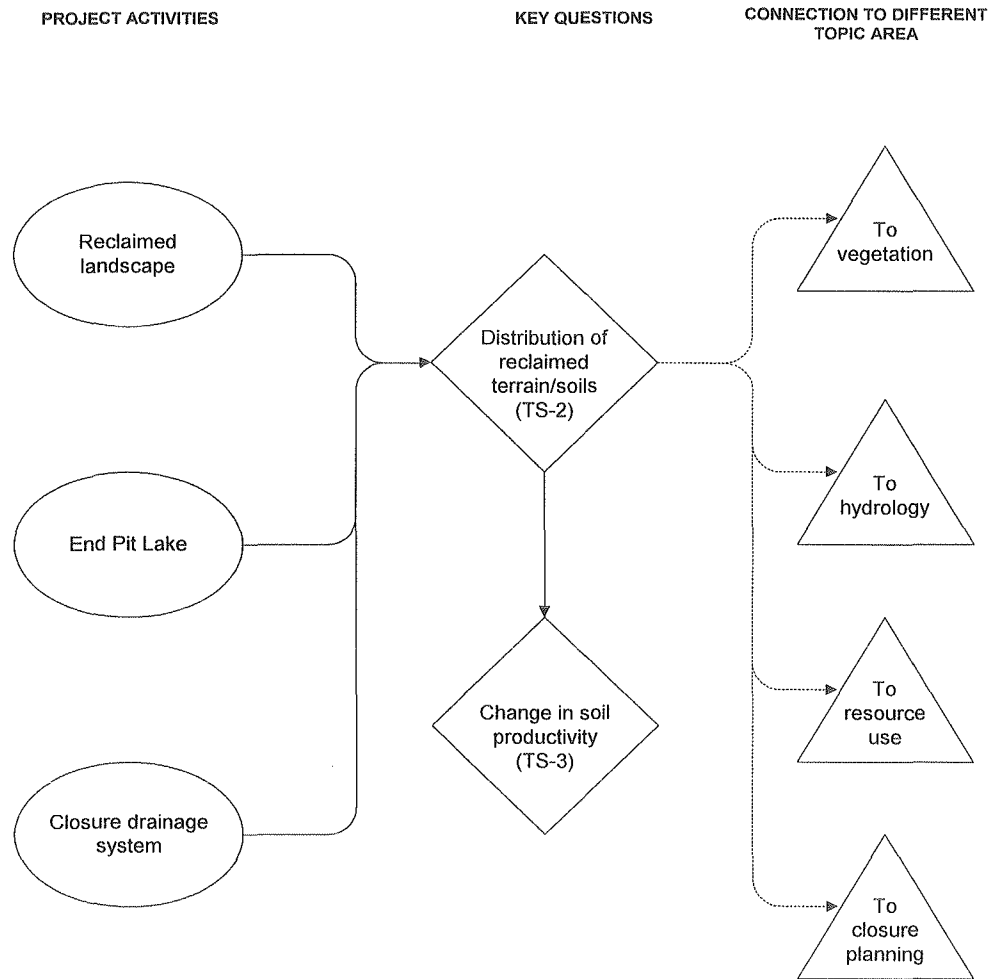 PROJECT ACTIVITIES
KEY QUESTIONS
CONNECTION TO DIFFERENT
TOPIC AREA
Reclaimed
landscape
End Pit Lake
Closure drainage
system
Distribution of
reclaimed
terrain/soils
(TS-2)
Change in soil
productivity
(TS-3)
To
vegetation
To
hydrology
To
resource
use
To
closure
planning